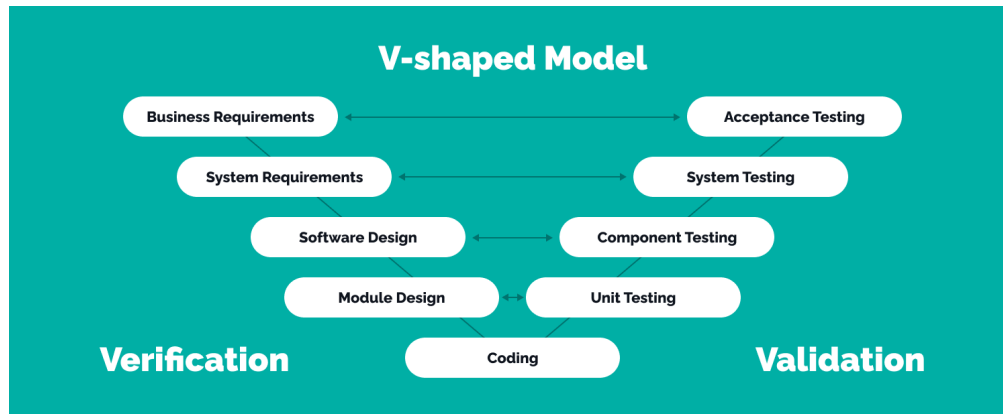 V-shaped Model
Business Requirements
Acceptance Testing
System Requirements
System Testing
Software Design
Component Testing
Module Design
Unit Testing
Coding
Verification
Validation